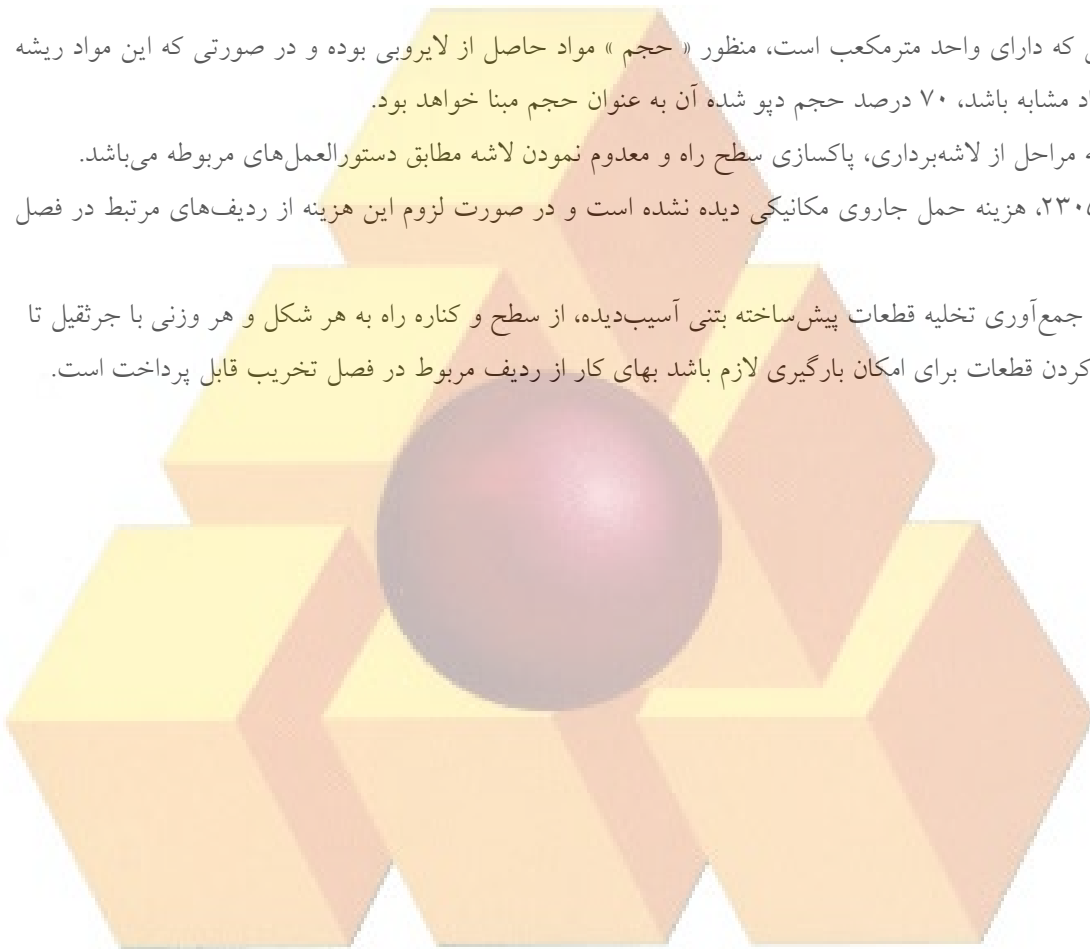 که دارای واحد مترمکعب است، منظور « حجم » مواد حاصل از لایروبی بوده و در صورتی که این مواد ریشه
مشابه باشد، ۷۰ درصد حجم دپو شده آن به عنوان حجم مبنا خواهد بود.
مراحل از لاشه‌برداری، پاکسازی سطح راه و معدوم نمودن لاشه مطابق دستورالعمل‌های مربوطه می‌باشد.
۲۳۰۵، هزینه حمل جاروی مکانیکی دیده نشده است و در صورت لزوم این هزینه از ردیف‌های مرتبط در فصل
جمع‌آوری تخلیه قطعات پیش‌ساخته بتنی آسیب‌دیده، از سطح و کناره راه به هر شکل و هر وزنی با جرثقیل تا
کردن قطعات برای امکان بارگیری لازم باشد بهای کار از ردیف مربوط در فصل تخریب قابل پرداخت است.